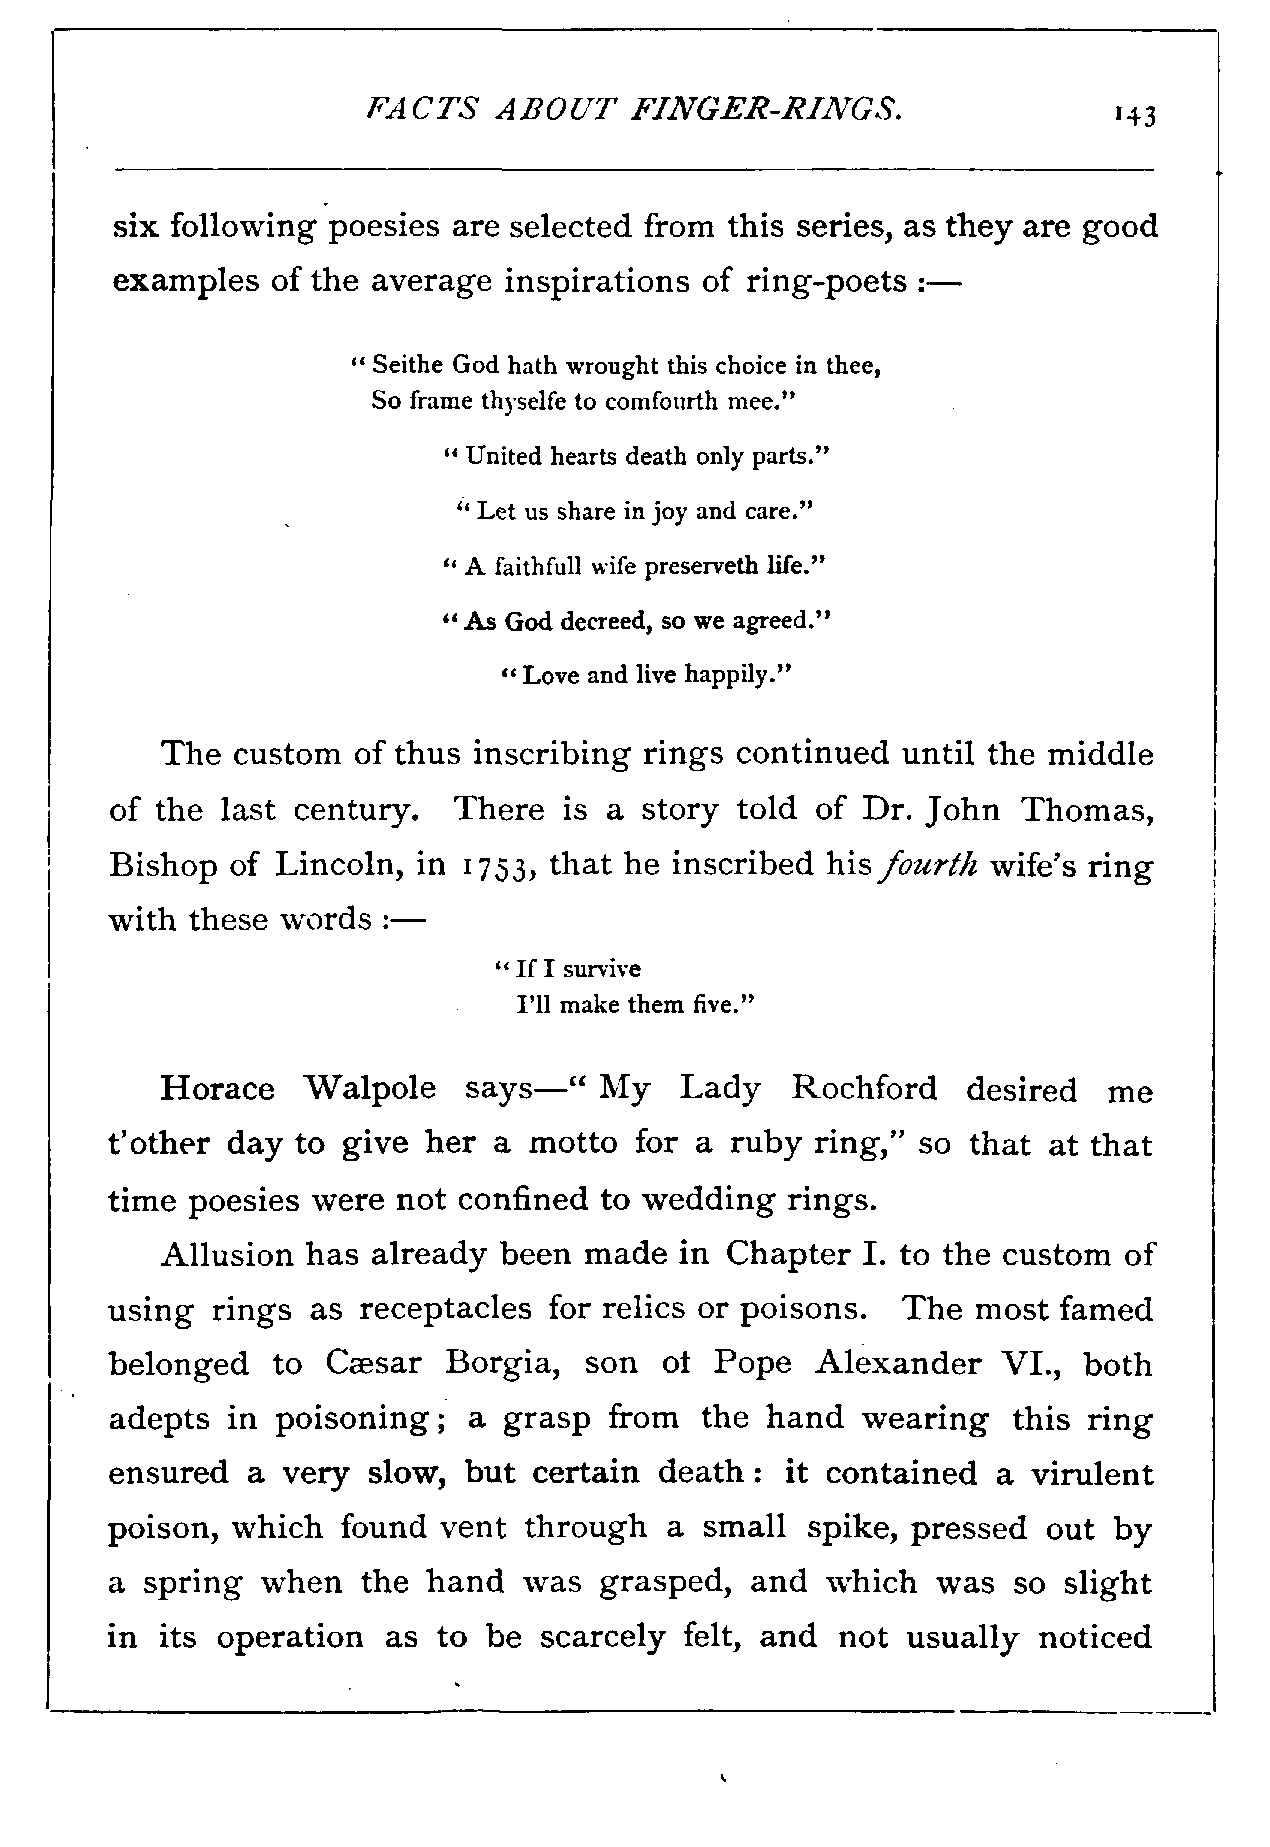 FACTS ABOUT FINGER-RINGS. 143
six following poesies are selected from this series, as they are good
examples of the average inspirations of ring-poets :—
“ Seithe God hath wrought this choice in thee,
So frame thyselfe to comfourth mee.”
“ United hearts death only parts.”
“ Let us share in joy and care.”
“ A faithfull wife preserveth life.”
“ As God decreed, so we agreed.”
“ Love and live happily.”
The custom of thus inscribing rings continued until the middle
of the last century. There is a story told of Dr. John Thomas,
Bishop of Lincoln, in 1753, that he inscribed his fourth wife’s ring
with these words :—
“ If I survive
I’ll make them five.”
Horace Walpole says—“ My Lady Rochford desired me
t’other day to give her a motto for a ruby ring,” so that at that
time poesies were not confined to wedding rings.
Allusion has already been made in Chapter I. to the custom of
using rings as receptacles for relics or poisons. The most famed
belonged to Cæsar Borgia, son of Pope Alexander VI., both
adepts in poisoning ; a grasp from the hand wearing this ring
ensured a very slow, but certain death : it contained a virulent
poison, which found vent through a small spike, pressed out by
a spring when the hand was grasped, and which was so slight
in its operation as to be scarcely felt, and not usually noticed